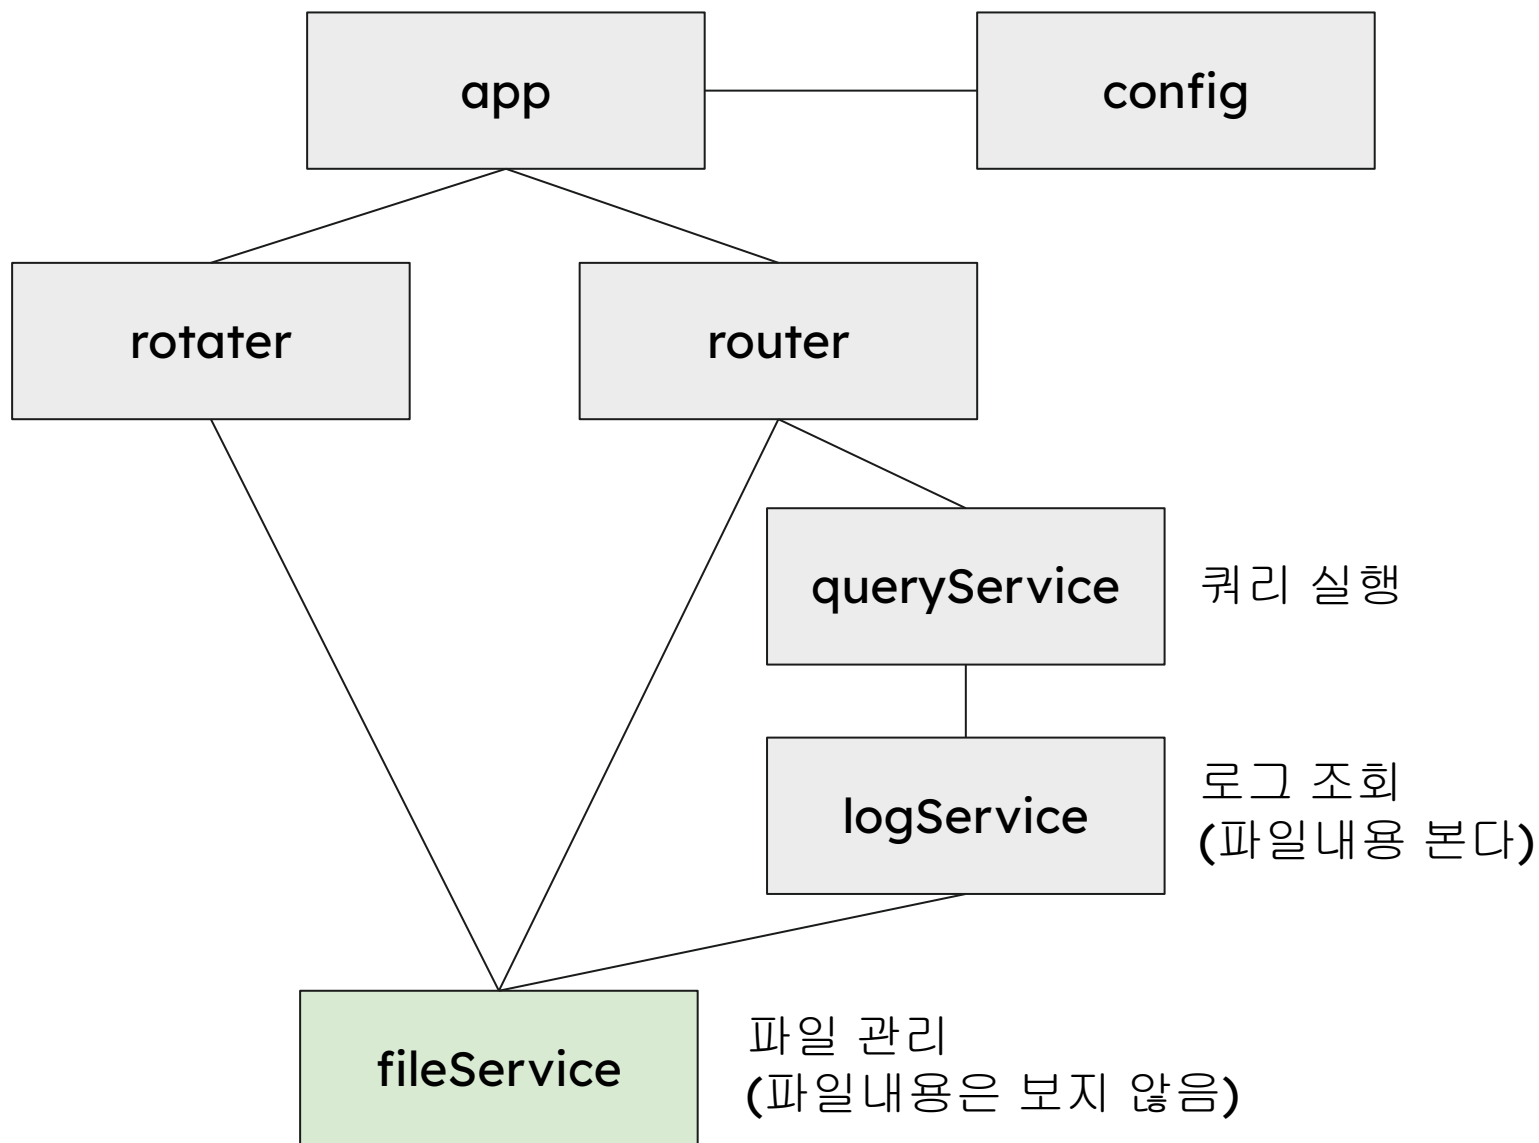 app
config
rotater
router
queryService
쿼리 실행
logService
로그 조회
(파일내용 본다)
fileService
파일 관리
(파일내용은 보지 않음)